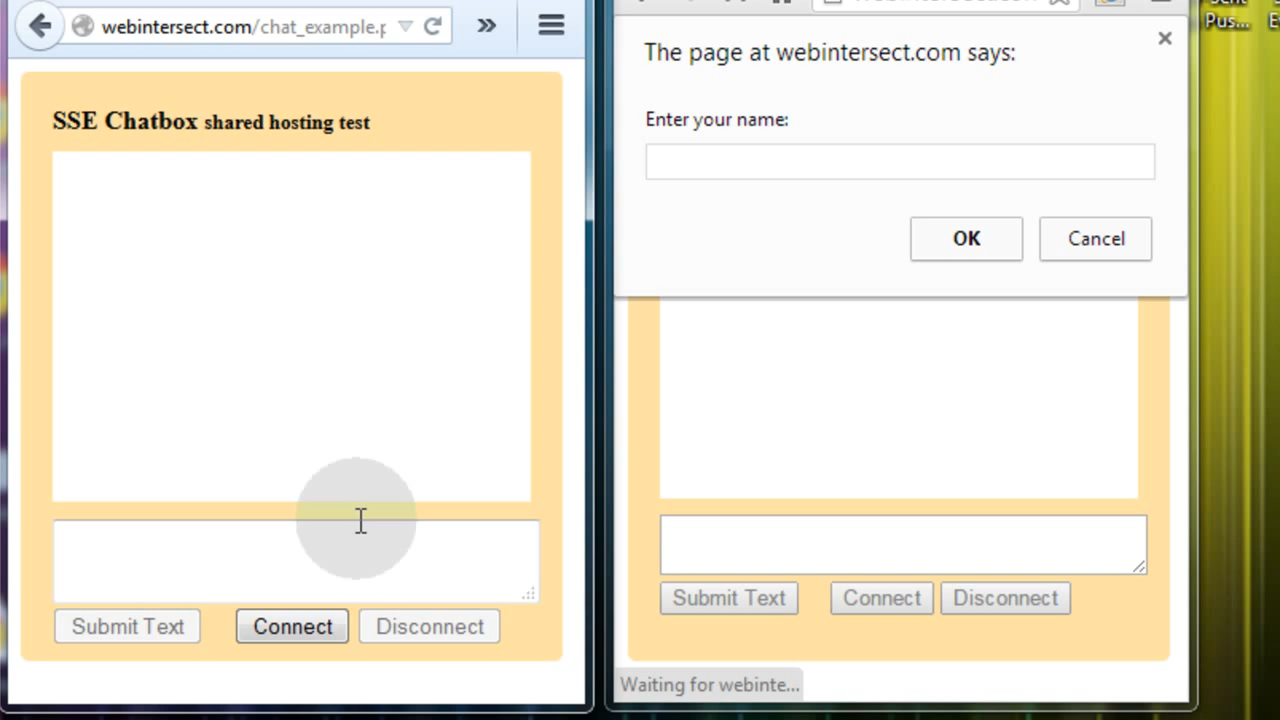 webintersect.com/chat_example.p
SSE Chatbox shared hosting test
Submit Text
Connect
Disconnect
The page at webintersect.com says:
Enter your name:
OK
Cancel
Submit Text
Connect
Disconnect
Waiting for webinte...
Pus...